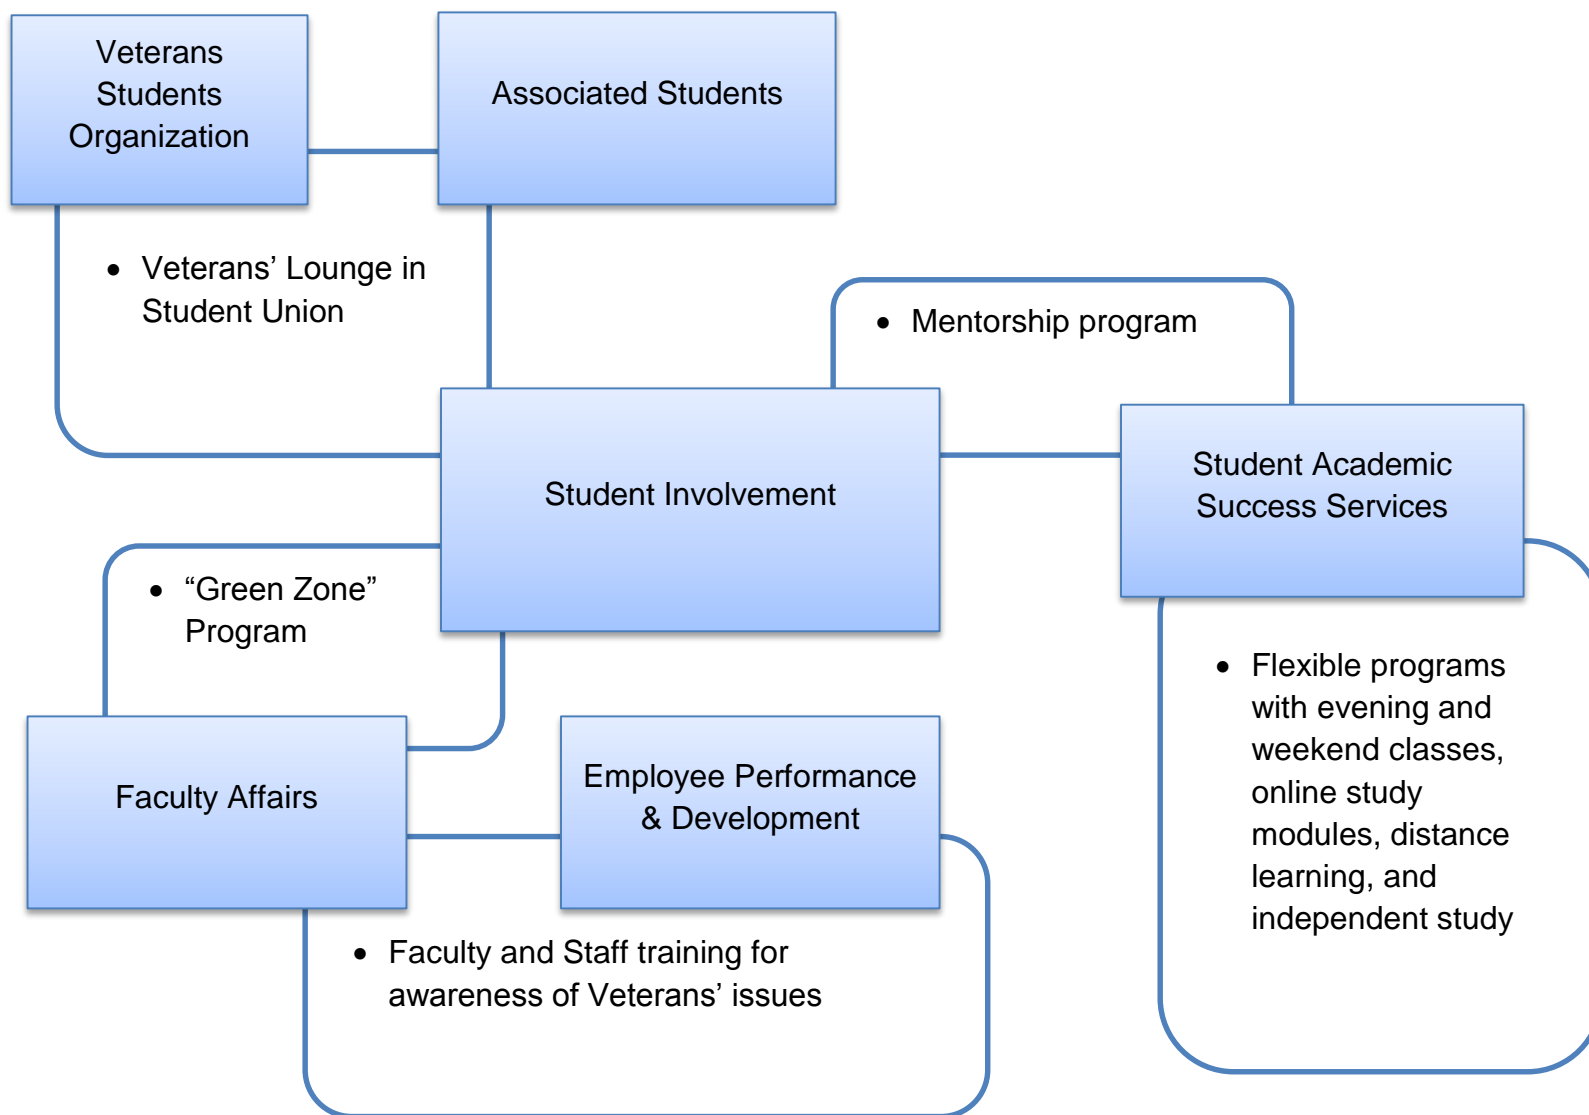 Veterans
Students
Organization
Associated Students
• Veterans’ Lounge in
Student Union
• Mentorship program
Student Involvement
Student Academic
Success Services
• “Green Zone”
Program
• Flexible programs
with evening and
weekend classes,
online study
modules, distance
learning, and
independent study
Faculty Affairs
Employee Performance
& Development
• Faculty and Staff training for
awareness of Veterans’ issues